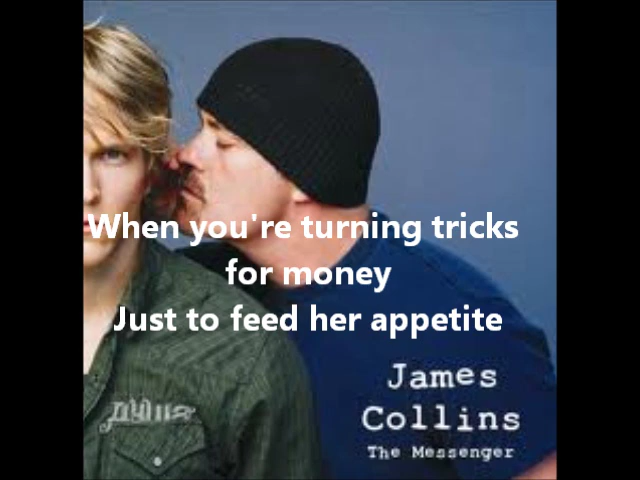 When you're turning tricks
for money
Just to feed her appetite
James
Collins
The Messenger